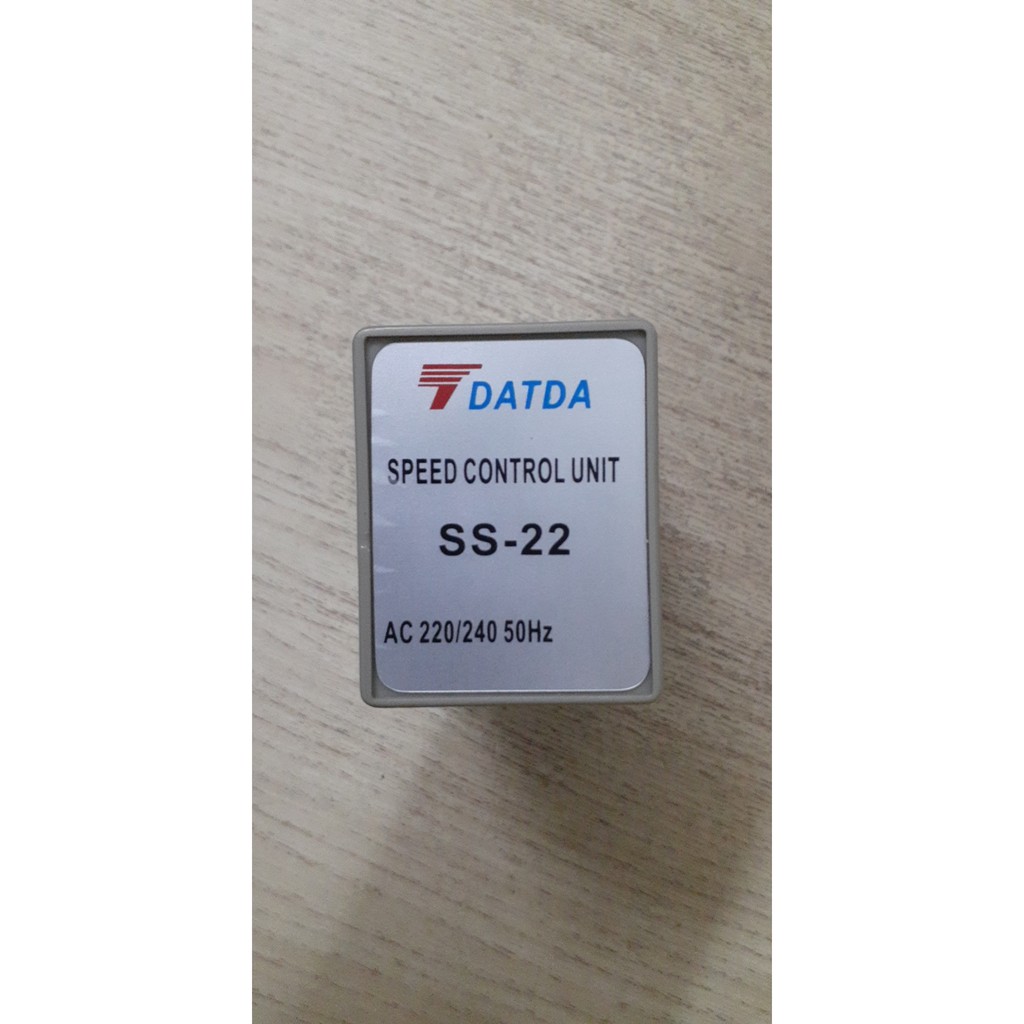 DATDA
SPEED CONTROL UNIT
SS-22
AC 220/240 50Hz